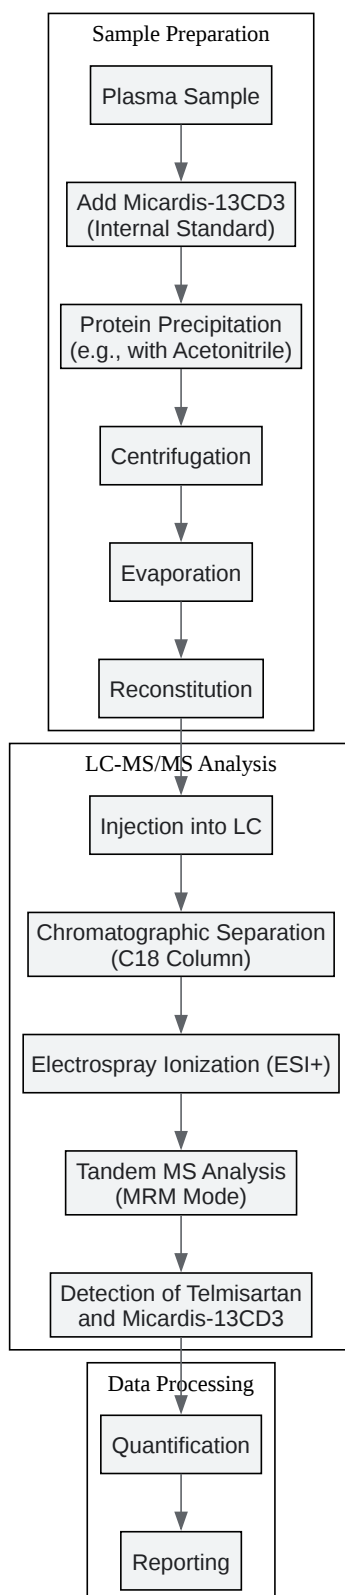 Sample Preparation
Plasma Sample
Add Micardis-13CD3
(Internal Standard)
Protein Precipitation
(e.g., with Acetonitrile)
Centrifugation
Evaporation
Reconstitution
LC-MS/MS Analysis
Injection into LC
Chromatographic Separation
(C18 Column)
Electrospray Ionization (ESI+)
Tandem MS Analysis
(MRM Mode)
Detection of Telmisartan
and Micardis-13CD3
Data Processing
Quantification
Reporting